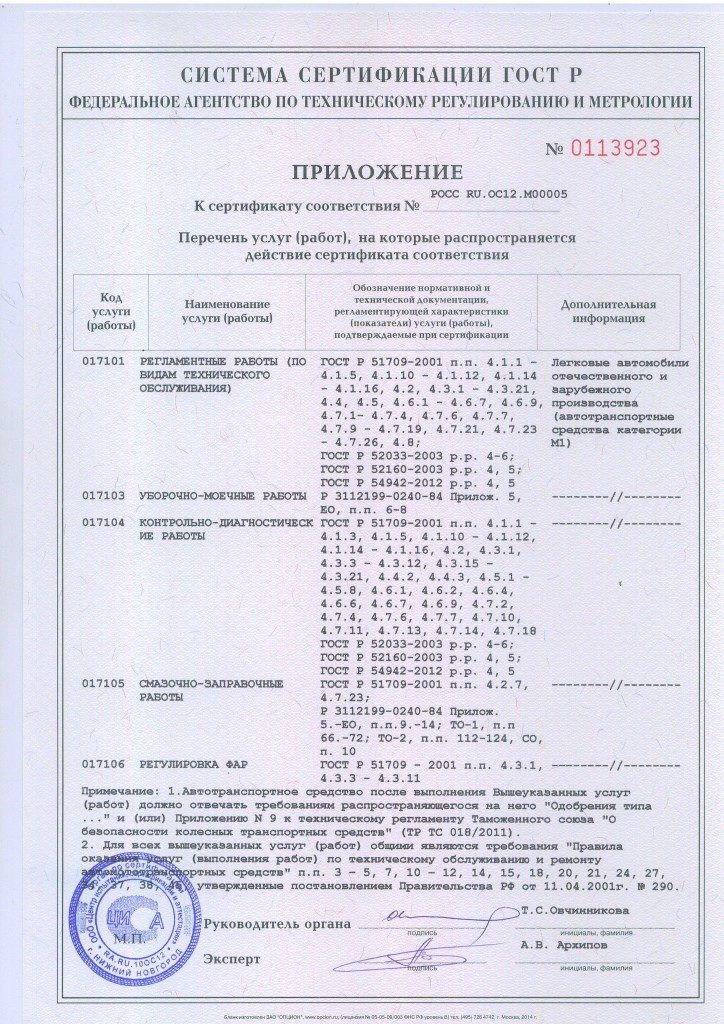 СИСТЕМА СЕРТИФИКАЦИИ ГОСТ Р
ФЕДЕРАЛЬНОЕ АГЕНТСТВО ПО ТЕХНИЧЕСКОМУ РЕГУЛИРОВАНИЮ И МЕТРОЛОГИИ
№ 0113923
ПРИЛОЖЕНИЕ
К сертификату соответствия № РОСС RU.ОС12.М00005
Перечень услуг (работ), на которые распространяется
действие сертификата соответствия
Код
услуги
(работы)
Наименование
услуги (работы)
Обозначение нормативной и
технической документации,
регламентирующей характеристики
(показатели) услуги (работы),
подтверждаемые при сертификации
Дополнительная
информация
017101 РЕГЛАМЕНТНЫЕ РАБОТЫ (ПО ГОСТ Р 51709-2001 п.п. 4.1.1 - Легковые автомобили
ВИДАМ ТЕХНИЧЕСКОГО 4.1.5, 4.1.10 - 4.1.12, 4.1.14 отечественного и
ОБСЛУЖИВАНИЯ) - 4.1.16, 4.2, 4.3.1 - 4.3.21, зарубежного
4.4, 4.5, 4.6.1 - 4.6.7, 4.6.9, производства
4.7.1- 4.7.4, 4.7.6, 4.7.7, (автотранспортные
4.7.9 - 4.7.19, 4.7.21, 4.7.23 средства категории
- 4.7.26, 4.8; М1)
ГОСТ Р 52033-2003 р.р. 4-6;
ГОСТ Р 52160-2003 р.р. 4, 5;
ГОСТ Р 54942-2012 р.р. 4, 5
017103 УБОРОЧНО-МОЕЧНЫЕ РАБОТЫ Р 3112199-0240-84 Прилож. 5, --------//--------
ЕО, п.п. 6-8
017104 КОНТРОЛЬНО-ДИАГНОСТИЧЕСК ГОСТ Р 51709-2001 п.п. 4.1.1 - --------//--------
ИЕ РАБОТЫ 4.1.3, 4.1.5, 4.1.10 - 4.1.12,
4.1.14 - 4.1.16, 4.2, 4.3.1,
4.3.3 - 4.3.12, 4.3.15 -
4.3.21, 4.4.2, 4.4.3, 4.5.1 -
4.5.8, 4.6.1, 4.6.2, 4.6.4,
4.6.6, 4.6.7, 4.6.9, 4.7.2,
4.7.4, 4.7.6, 4.7.7, 4.7.10,
4.7.11, 4.7.13, 4.7.14, 4.7.18
ГОСТ Р 52033-2003 р.р. 4-6;
ГОСТ Р 52160-2003 р.р. 4, 5;
ГОСТ Р 54942-2012 р.р. 4, 5
017105 СМАЗОЧНО-ЗАПРАВОЧНЫЕ ГОСТ Р 51709-2001 п.п. 4.2.7, --------//--------
РАБОТЫ 4.7.23;
Р 3112199-0240-84 Прилож.
5.-ЕО, п.п.9.-14; ТО-1, п.п
66.-72; ТО-2, п.п. 112-124, СО,
п. 10
017106 РЕГУЛИРОВКА ФАР ГОСТ Р 51709 - 2001 п.п. 4.3.1, --------//--------
4.3.3 - 4.3.11
Примечание: 1.Автотранспортное средство после выполнения Вышеуказанных услуг
(работ) должно отвечать требованиям распространяющегося на него "Одобрения типа
..." и (или) Приложению N 9 к техническому регламенту Таможенного союза "О
безопасности колесных транспортных средств" (ТР ТС 018/2011).
2. Для всех вышеуказанных услуг (работ) общими являются требования "Правила
оказания услуг (выполнения работ) по техническому обслуживанию и ремонту
автомототранспортных средств" п.п. 3 - 5, 7, 10 - 12, 14, 15, 18, 20, 21, 24, 27,
37, 38, утвержденные постановлением Правительства РФ от 11.04.2001г. № 290.
Руководитель органа Т.С.Овчинникова
подпись инициалы, фамилия
М.П.
Эксперт А.В. Архипов
подпись инициалы, фамилия
ЦИСА
RA.RU.10ОС12
г. НИЖНИЙ НОВГОРОД
Бланк изготовлен ЗАО "ОПЦИОН", www.opcion.ru, (лицензия № 05-05-09/003 ФНС РФ уровень В) тел. (495) 726 4742, г. Москва, 2014 г.